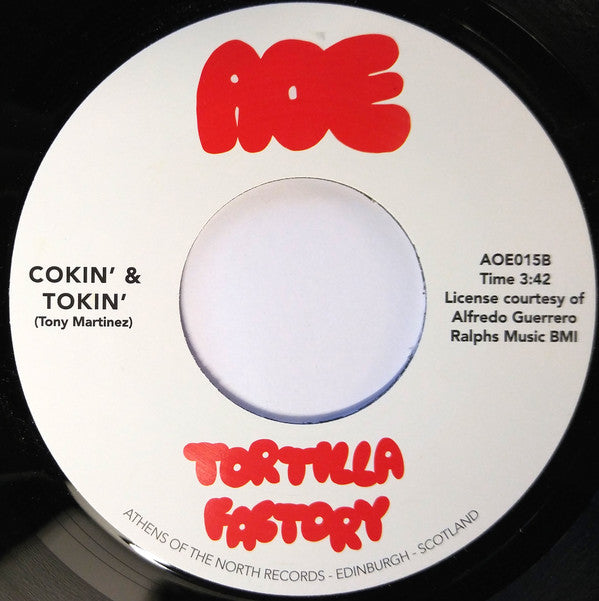 AOE
COKIN' &
TOKIN'
(Tony Martinez)
AOE015B
Time 3:42
License courtesy of
Alfredo Guerrero
Ralphs Music BMI
TORTILLA
FACTORY
ATHENS OF THE NORTH RECORDS - EDINBURGH - SCOTLAND